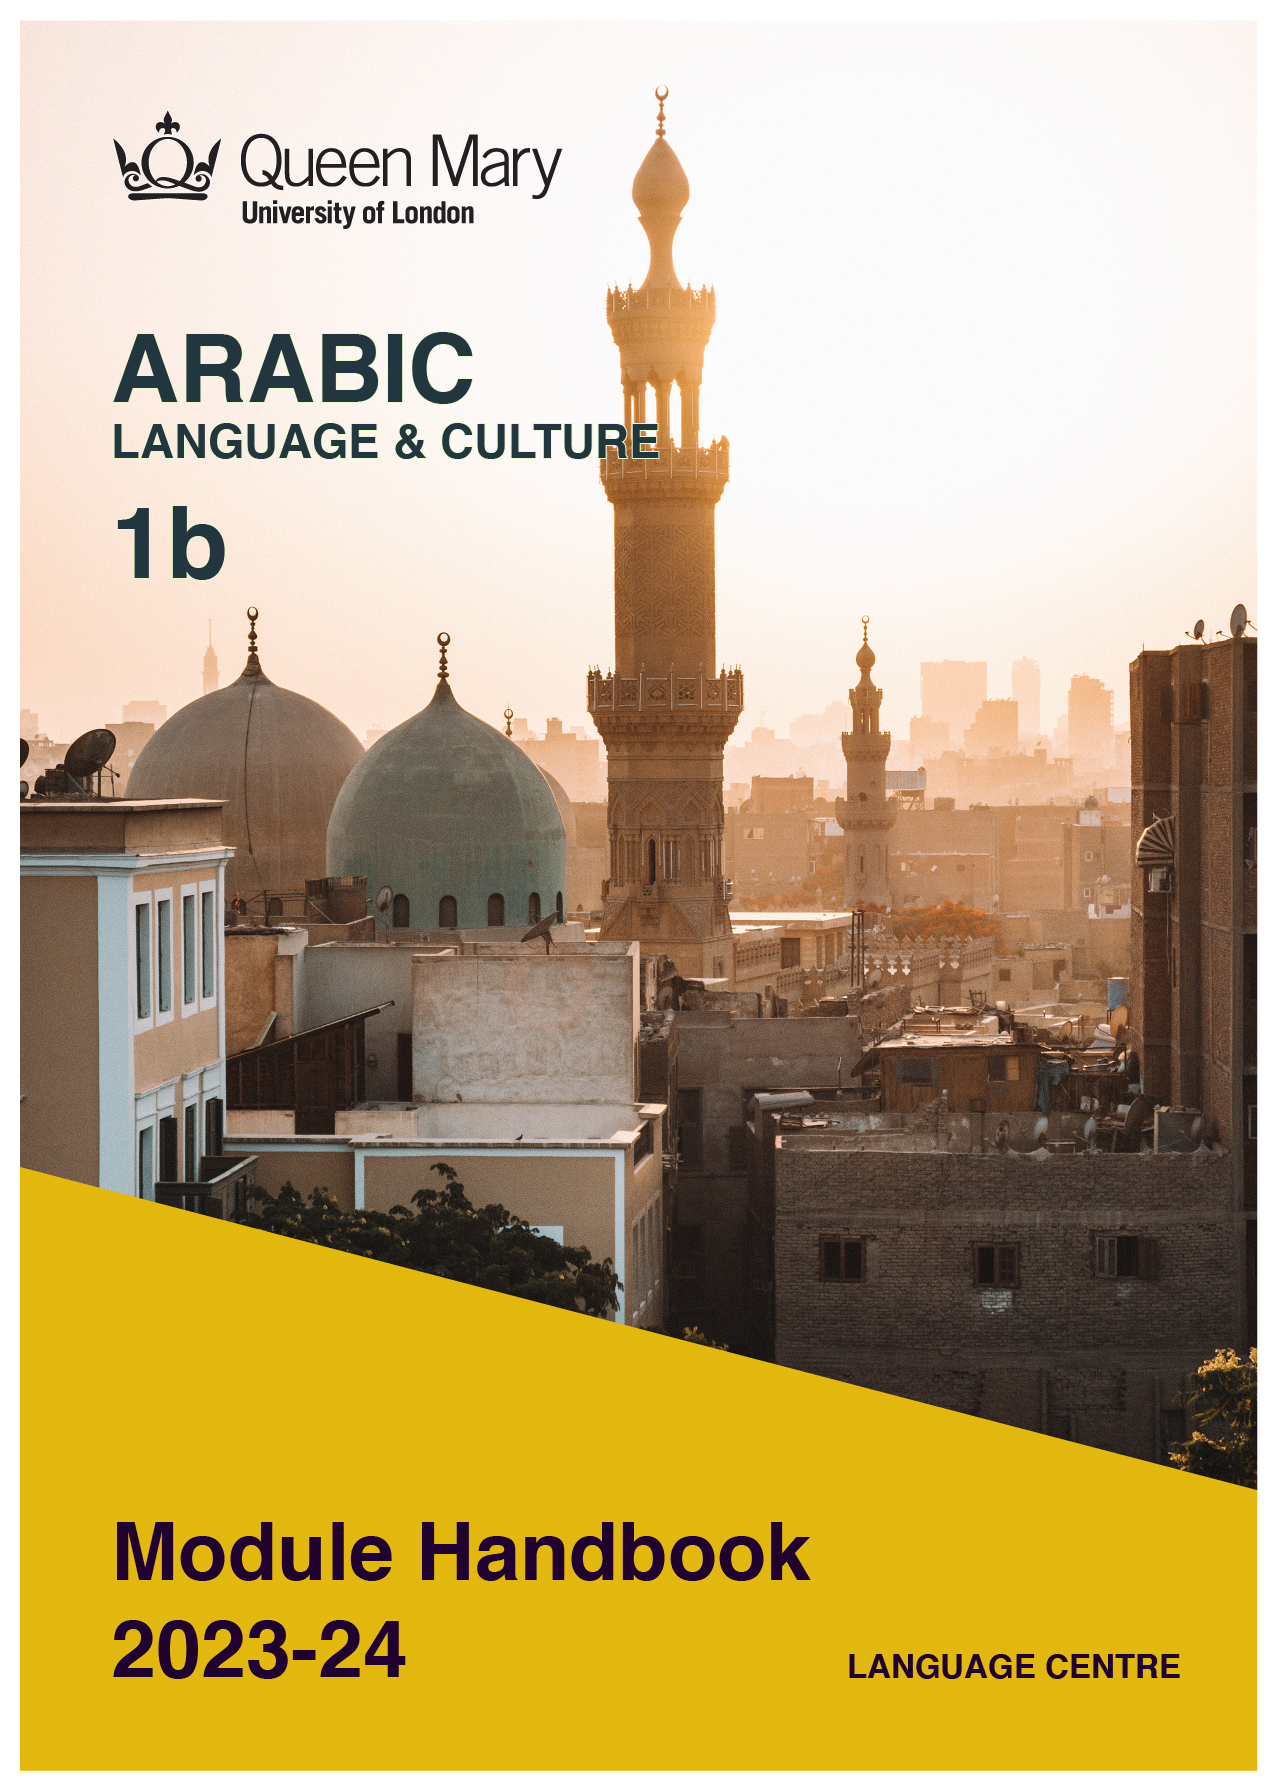 Queen Mary
University of London
ARABIC
LANGUAGE & CULTURE
1b
Module Handbook
2023-24
LANGUAGE CENTRE